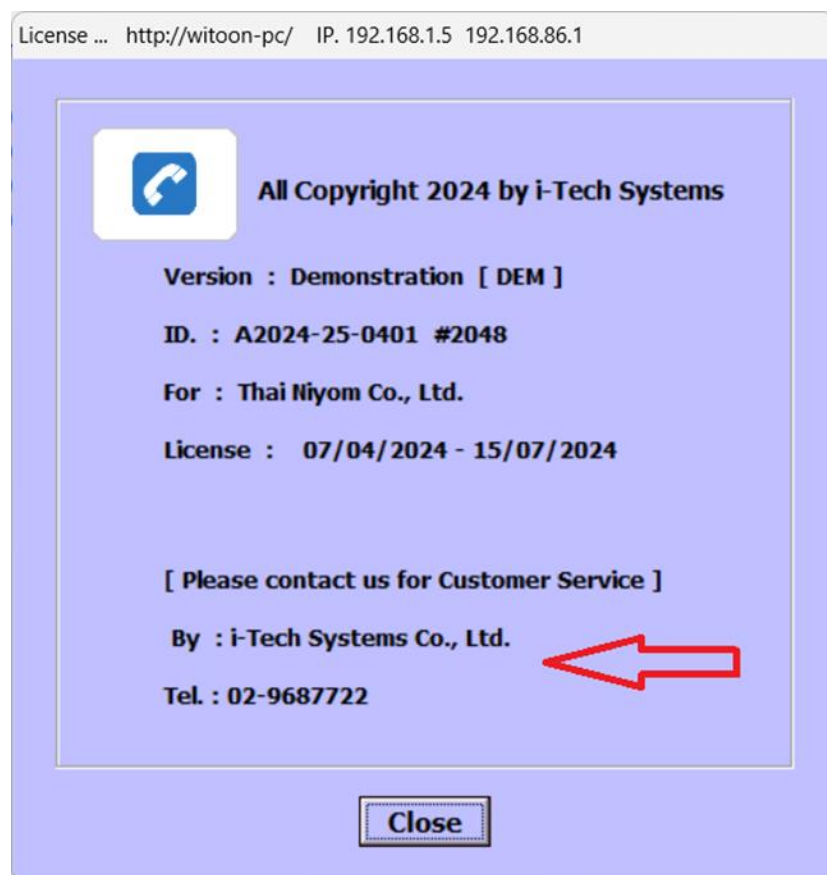 License ... http://witoon-pc/ IP. 192.168.1.5 192.168.86.1
All Copyright 2024 by i-Tech Systems
Version : Demonstration [ DEM ]
ID. : A2024-25-0401 #2048
For : Thai Niyom Co., Ltd.
License : 07/04/2024 - 15/07/2024
[ Please contact us for Customer Service ]
By : i-Tech Systems Co., Ltd.
Tel. : 02-9687722
Close